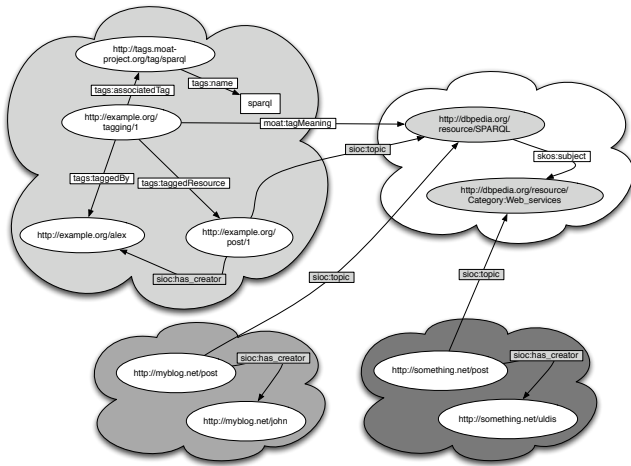 http://tags.moat-
project.org/tag/sparql
tags:name
tags:associatedTag
sparql
http://example.org/
tagging/1
moat:tagMeaning
http://dbpedia.org/
resource/SPARQL
sioc:topic
skos:subject
tags:taggedBy
tags:taggedResource
http://dbpedia.org/resource/
Category:Web_services
http://example.org/alex
http://example.org/
post/1
sioc:has_creator
sioc:topic
sioc:topic
sioc:has_creator
sioc:has_creator
http://myblog.net/post
http://something.net/post
http://myblog.net/john
http://something.net/uldis